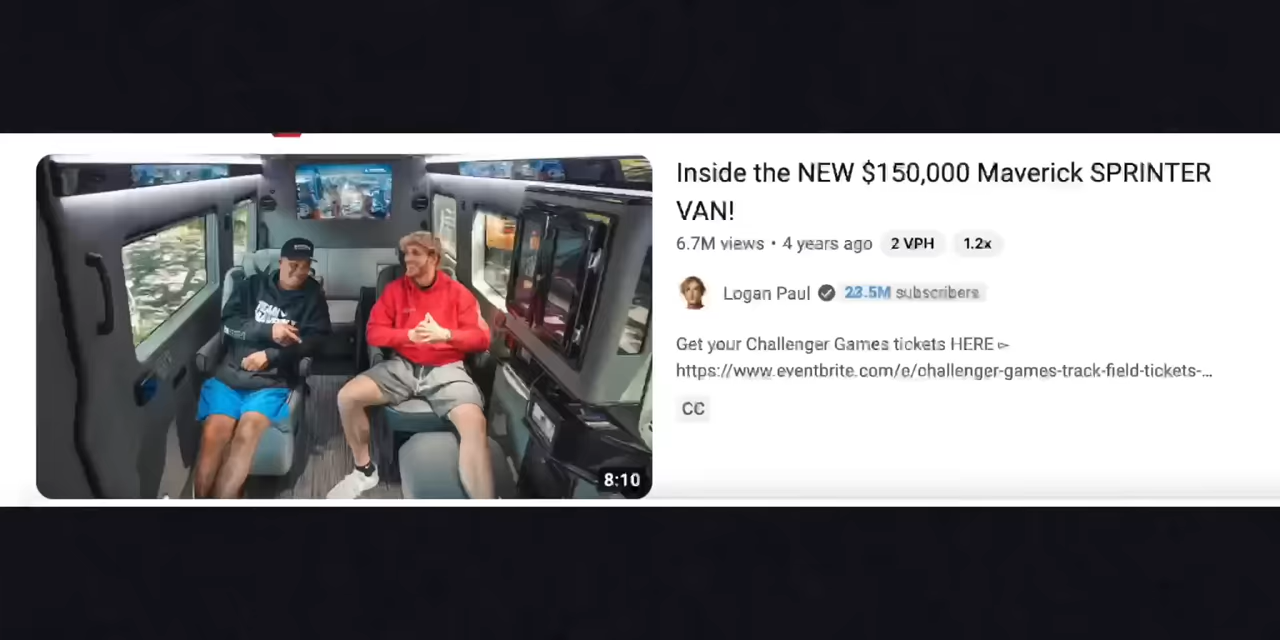 Inside the NEW $150,000 Maverick SPRINTER
VAN!
6.7M views • 4 years ago 2 VPH 1.2x
Logan Paul 23.5M subscribers
Get your Challenger Games tickets HERE ▻
https://www.eventbrite.com/e/challenger-games-track-field-tickets-...
CC
8:10